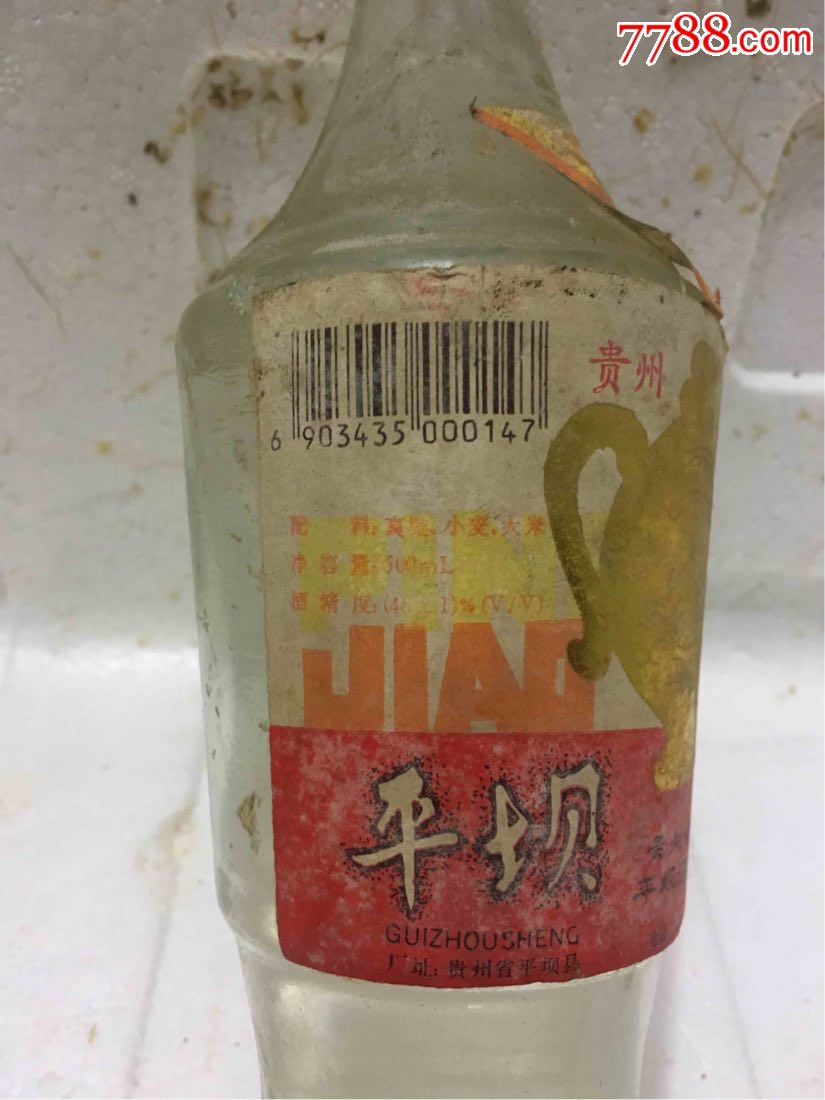 7788.com
贵州
6 903435 000147
配 料:高粱、小麦、大米
净容量:500mL
酒精度:(46±1)%(V/V)
JIAO
平坝
GUIZHOUSHENG
厂址:贵州省平坝县